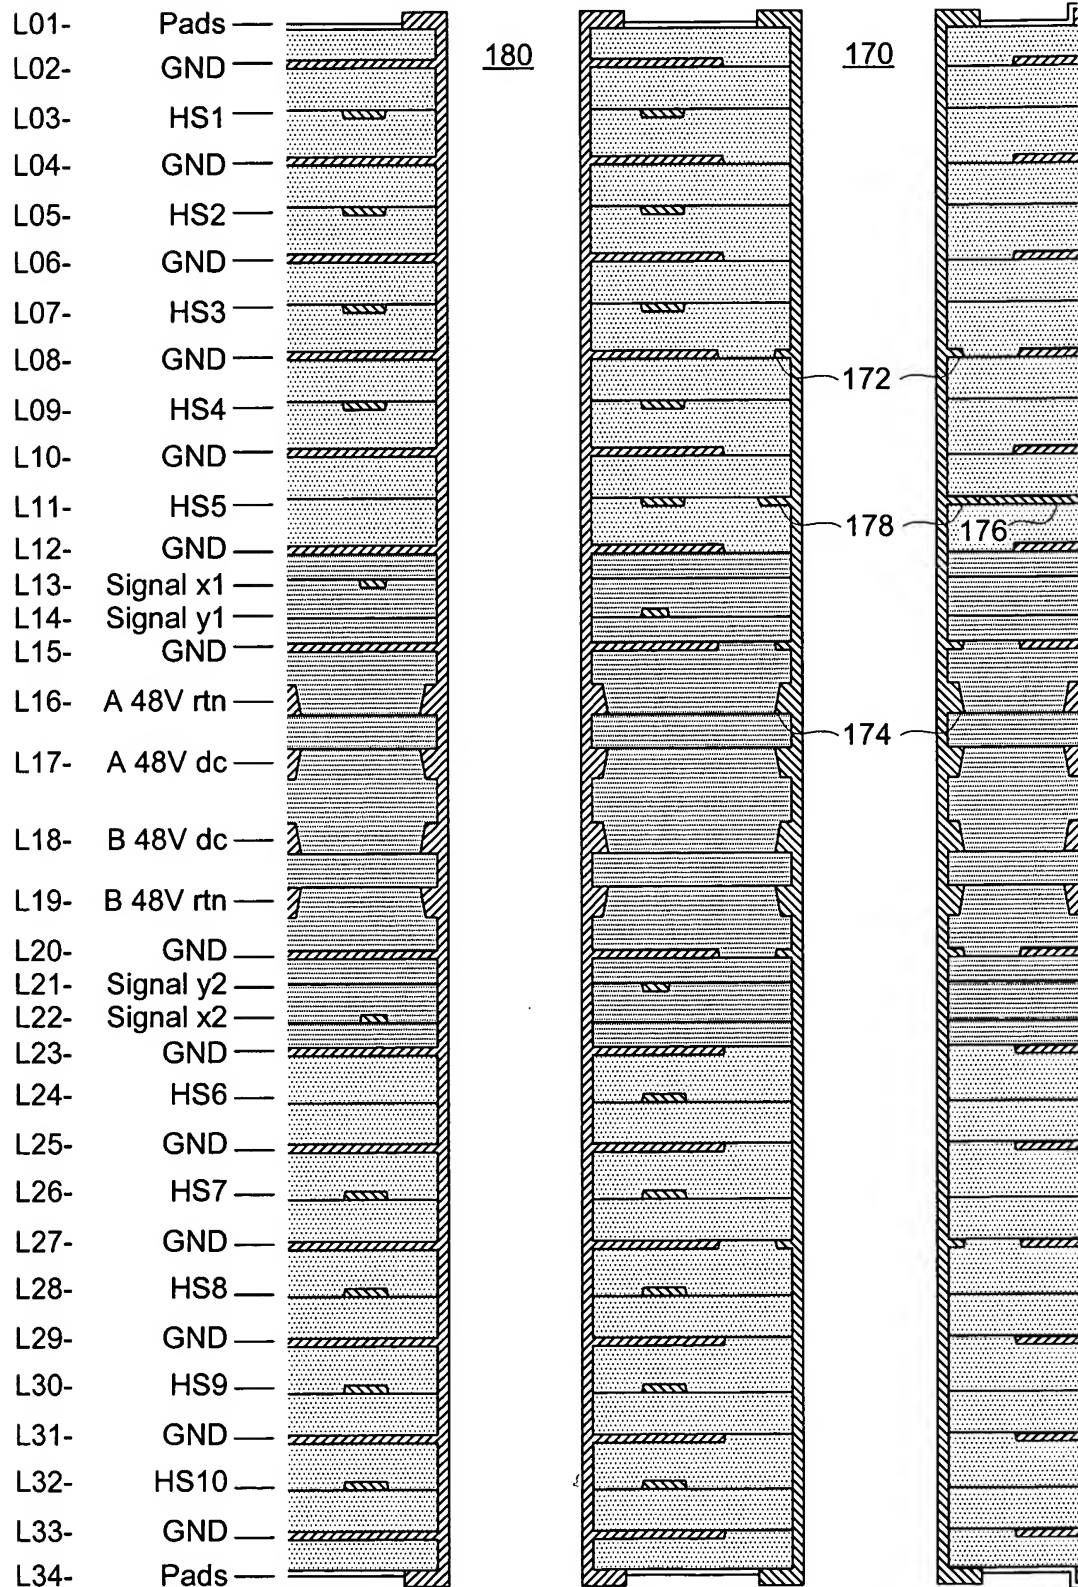 L01- Pads
180
170
L02- GND
L03- HS1
L04- GND
L05- HS2
L06- GND
L07- HS3
L08- GND
172
L09- HS4
L10- GND
L11- HS5
178
176
L12- GND
L13- Signal x1
L14- Signal y1
L15- GND
L16- A 48V rtn
174
L17- A 48V dc
L18- B 48V dc
L19- B 48V rtn
L20- GND
L21- Signal y2
L22- Signal x2
L23- GND
L24- HS6
L25- GND
L26- HS7
L27- GND
L28- HS8
L29- GND
L30- HS9
L31- GND
L32- HS10
L33- GND
L34- Pads